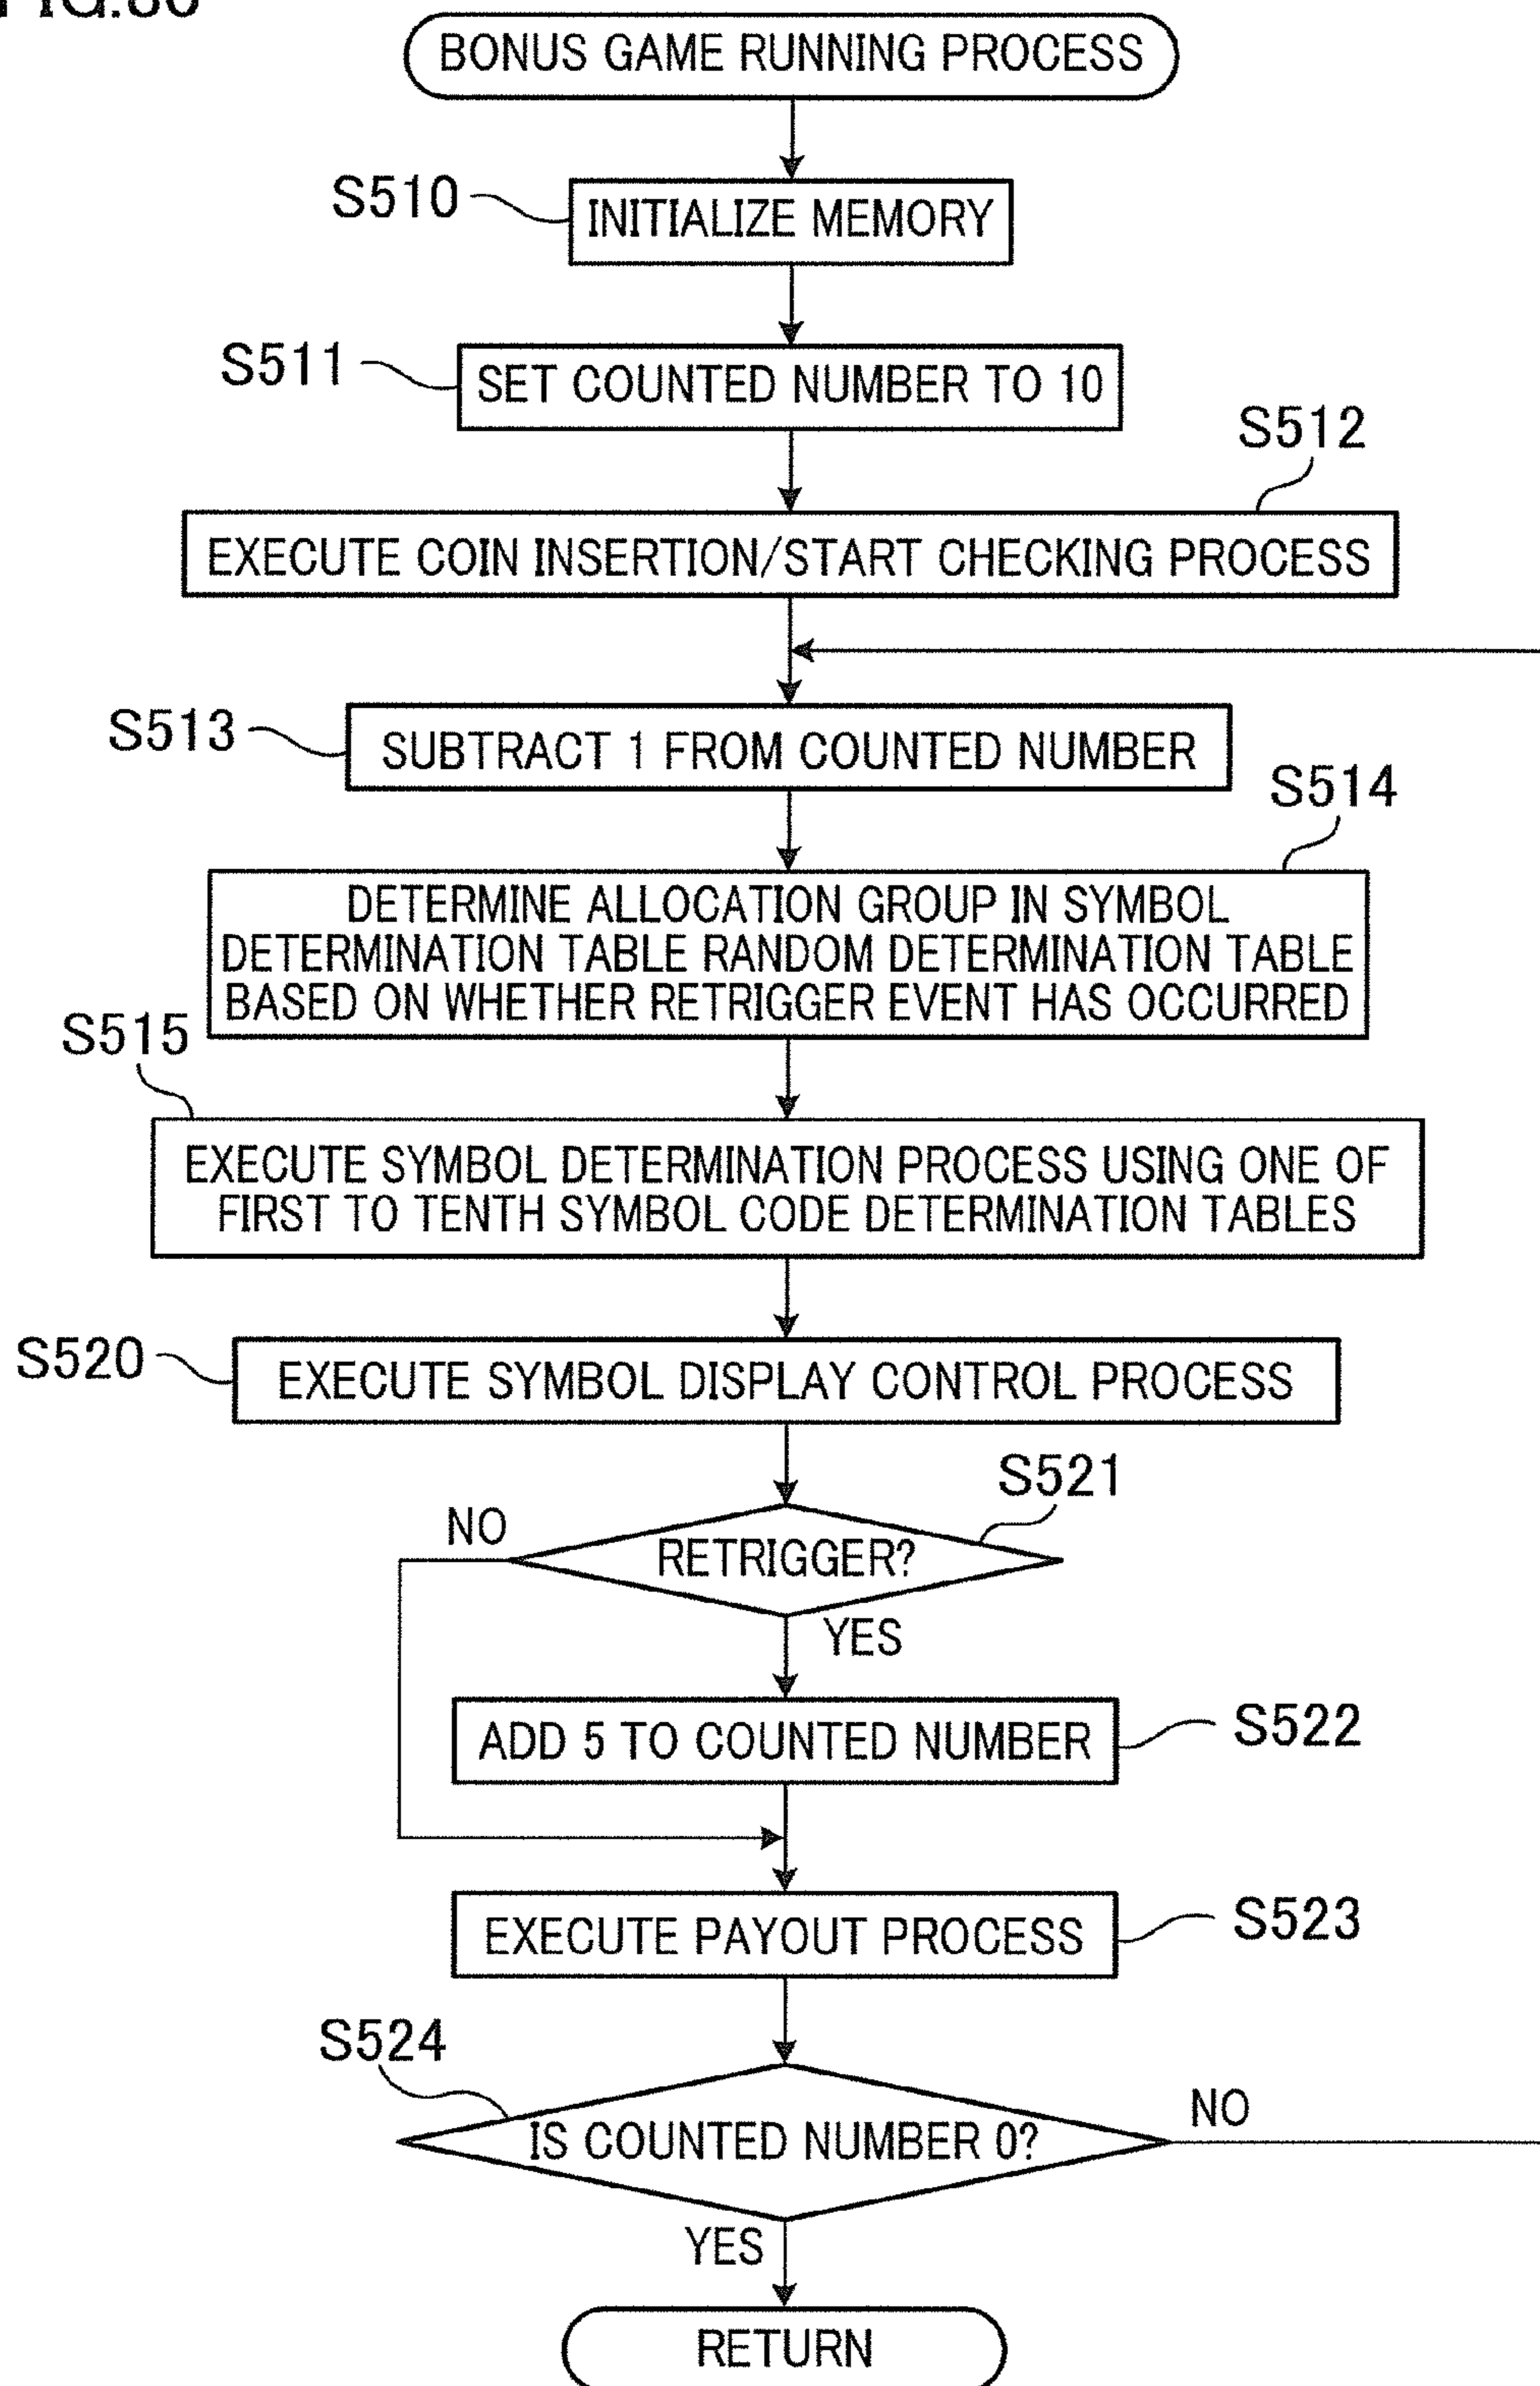 BONUS GAME RUNNING PROCESS
S510
INITIALIZE MEMORY
S511
SET COUNTED NUMBER TO 10
S512
EXECUTE COIN INSERTION/START CHECKING PROCESS
S513
SUBTRACT 1 FROM COUNTED NUMBER
S514
DETERMINE ALLOCATION GROUP IN SYMBOL
DETERMINATION TABLE RANDOM DETERMINATION TABLE
BASED ON WHETHER RETRIGGER EVENT HAS OCCURRED
S515
EXECUTE SYMBOL DETERMINATION PROCESS USING ONE OF
FIRST TO TENTH SYMBOL CODE DETERMINATION TABLES
S520
EXECUTE SYMBOL DISPLAY CONTROL PROCESS
S521
NO
RETRIGGER?
YES
ADD 5 TO COUNTED NUMBER
S522
EXECUTE PAYOUT PROCESS
S523
S524
IS COUNTED NUMBER 0?
NO
YES
RETURN